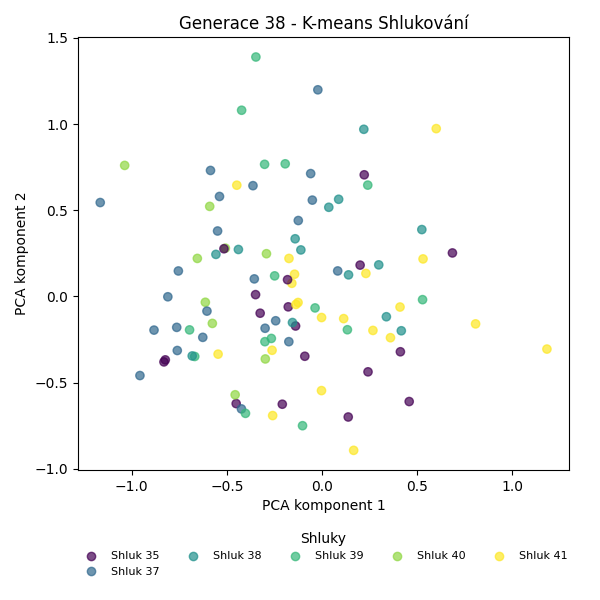 Generace 38 - K-means Shlukování
1.5
1.0
0.5
0.0
−0.5
−1.0
PCA komponent 2
−1.0 −0.5 0.0 0.5 1.0
PCA komponent 1
Shluky
Shluk 35 Shluk 38 Shluk 39 Shluk 40 Shluk 41
Shluk 37